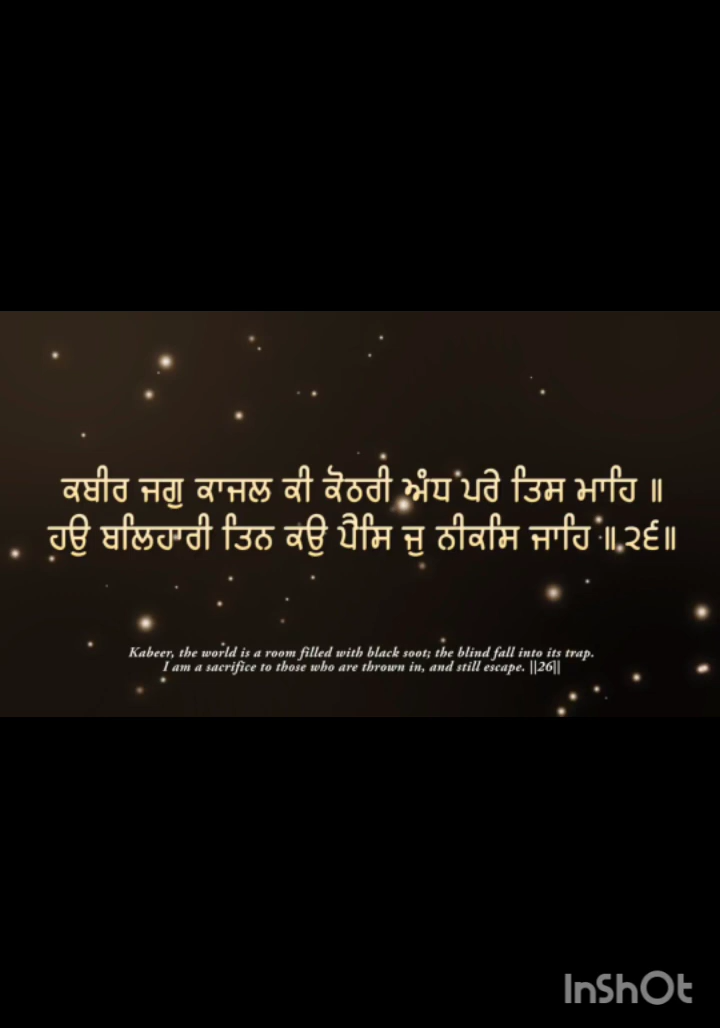 ਕਬੀਰ ਜਗੁ ਕਾਜਲ ਕੀ ਕੋਠਰੀ ਅੰਧ ਪਰੇ ਤਿਸ ਮਾਹਿ ॥
ਹਉ ਬਲਿਹਾਰੀ ਤਿਨ ਕਉ ਪੈਸਿ ਜੁ ਨੀਕਸਿ ਜਾਹਿ ॥੨੬॥
Kabeer, the world is a room filled with black soot; the blind fall into its trap.
I am a sacrifice to those who are thrown in, and still escape. ||26||
InShOt